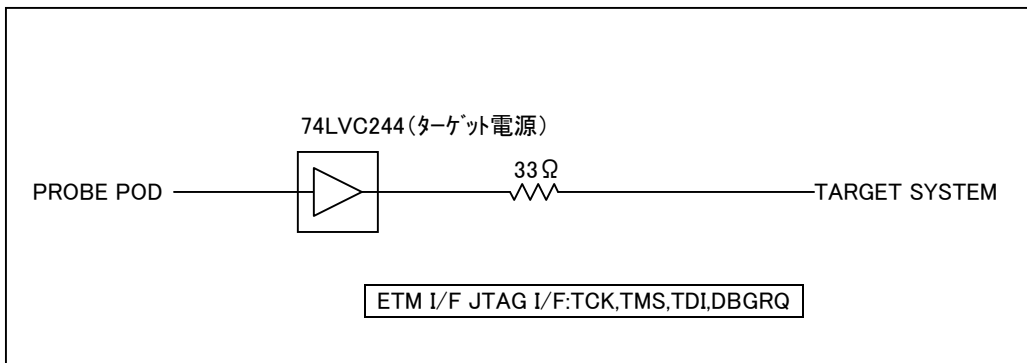 74LVC244(ﾀｰｹﾞｯﾄ電源)
33Ω
PROBE POD
TARGET SYSTEM
ETM I/F JTAG I/F:TCK,TMS,TDI,DBGRQ